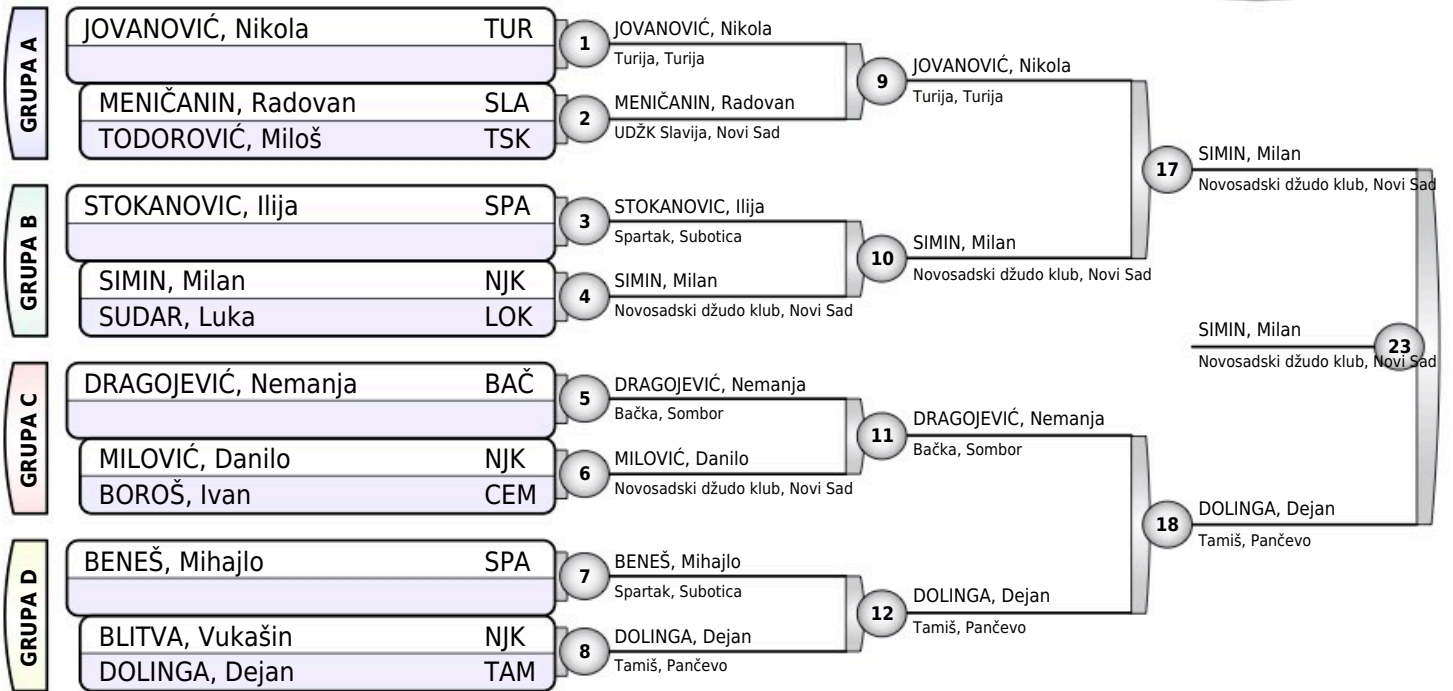 GRUPA A
JOVANOVIĆ, Nikola TUR
MENIČANIN, Radovan SLA
TODOROVIĆ, Miloš TSK
GRUPA B
STOKANOVIC, Ilija SPA
SIMIN, Milan NJK
SUDAR, Luka LOK
GRUPA C
DRAGOJEVIĆ, Nemanja BAČ
MILOVIĆ, Danilo NJK
BOROŠ, Ivan CEM
GRUPA D
BENEŠ, Mihajlo SPA
BLITVA, Vukašin NJK
DOLINGA, Dejan TAM
1
JOVANOVIĆ, Nikola
Turija, Turija
2
MENIČANIN, Radovan
UDŽK Slavija, Novi Sad
3
STOKANOVIC, Ilija
Spartak, Subotica
4
SIMIN, Milan
Novosadski džudo klub, Novi Sad
5
DRAGOJEVIĆ, Nemanja
Bačka, Sombor
6
MILOVIĆ, Danilo
Novosadski džudo klub, Novi Sad
7
BENEŠ, Mihajlo
Spartak, Subotica
8
DOLINGA, Dejan
Tamiš, Pančevo
9
JOVANOVIĆ, Nikola
Turija, Turija
10
SIMIN, Milan
Novosadski džudo klub, Novi Sad
11
DRAGOJEVIĆ, Nemanja
Bačka, Sombor
12
DOLINGA, Dejan
Tamiš, Pančevo
17
SIMIN, Milan
Novosadski džudo klub, Novi Sad
18
DOLINGA, Dejan
Tamiš, Pančevo
SIMIN, Milan
23
Novosadski džudo klub, Novi Sad